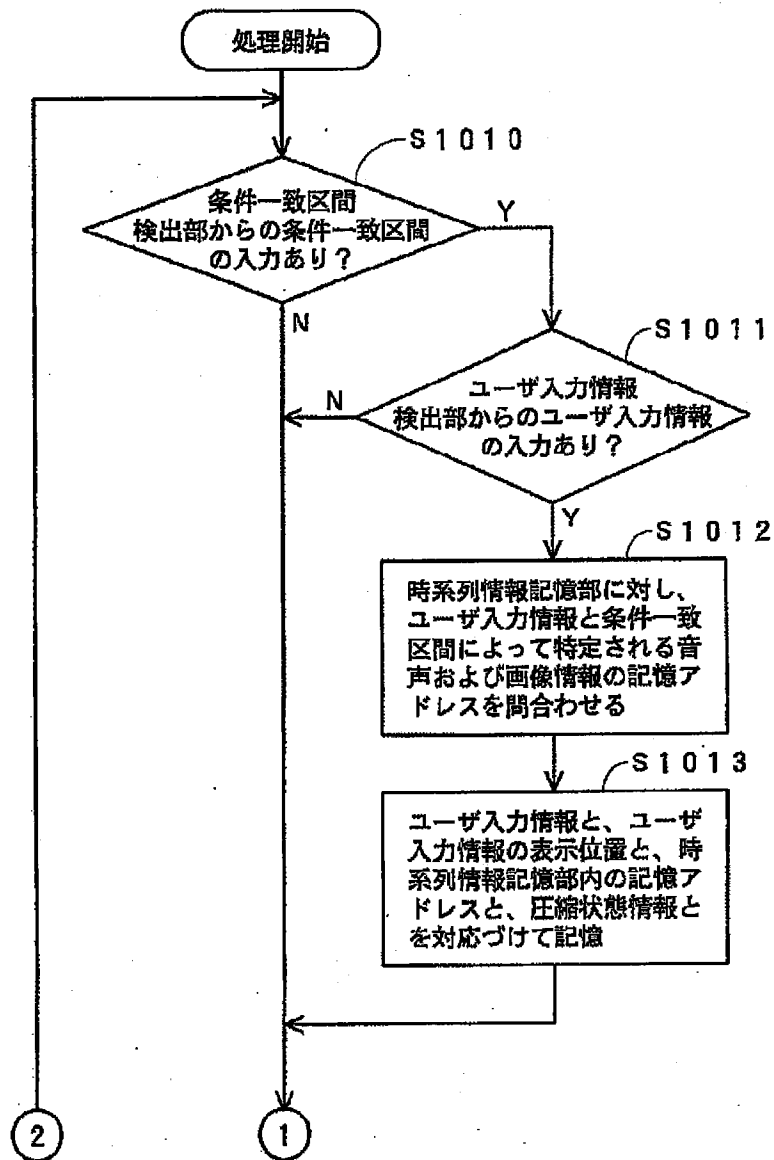 処理開始
S1010
条件一致区間
検出部からの条件一致区間
の入力あり?
Y
N
S1011
ユーザ入力情報
検出部からのユーザ入力情報
の入力あり?
N
Y
S1012
時系列情報記憶部に対し、
ユーザ入力情報と条件一致
区間によって特定される音
声および画像情報の記憶ア
ドレスを問合わせる
S1013
ユーザ入力情報と、ユーザ
入力情報の表示位置と、時
系列情報記憶部内の記憶ア
ドレスと、圧縮状態情報と
を対応づけて記憶
2
1